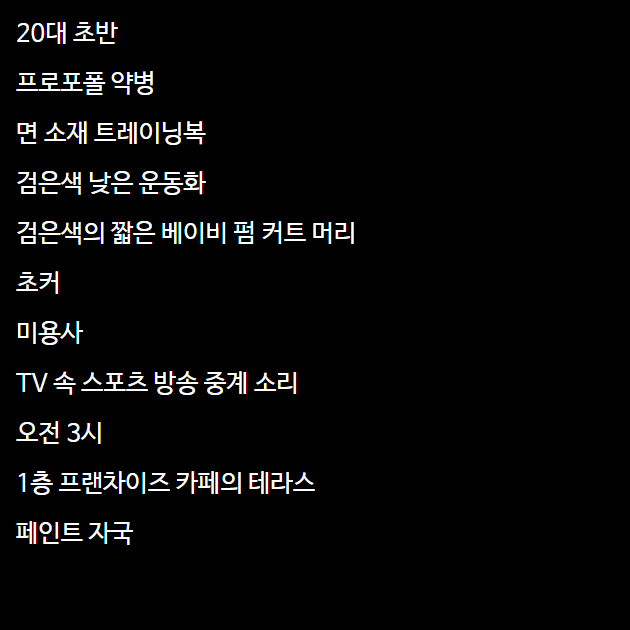 20대 초반
프로포폴 약병
면 소재 트레이닝복
검은색 낮은 운동화
검은색의 짧은 베이비 펌 커트 머리
초커
미용사
TV 속 스포츠 방송 중계 소리
오전 3시
1층 프랜차이즈 카페의 테라스
페인트 자국